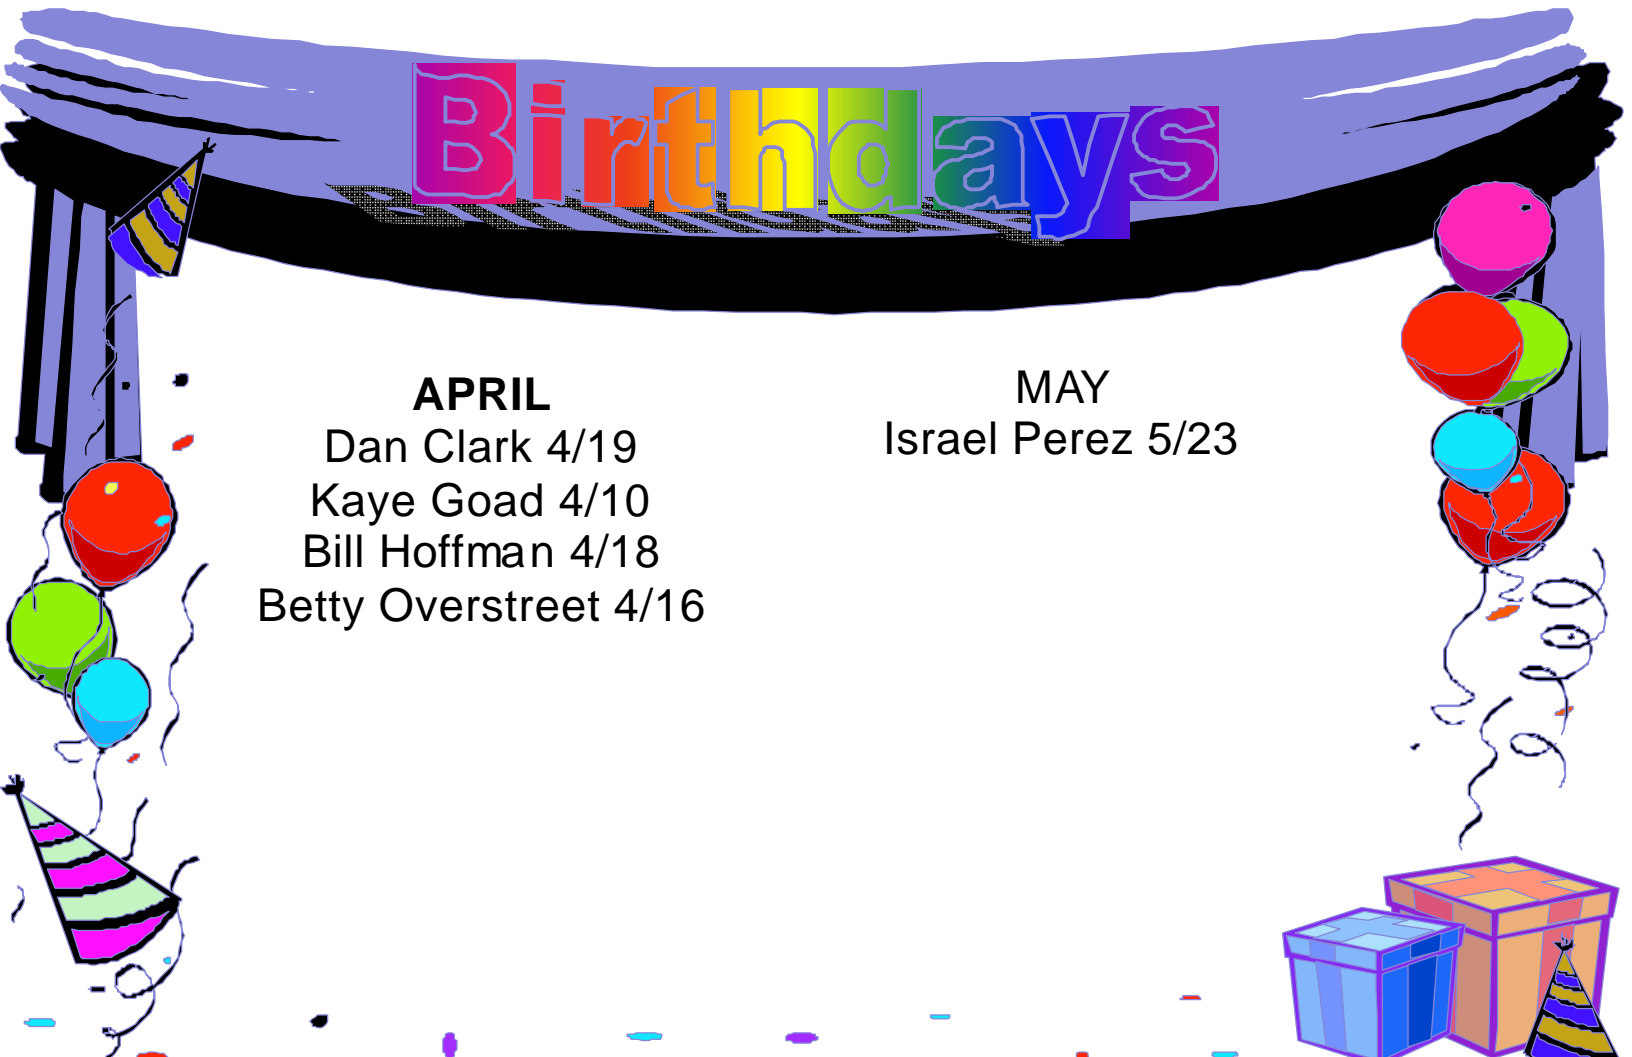 Birthdays
APRIL
Dan Clark 4/19
Kaye Goad 4/10
Bill Hoffman 4/18
Betty Overstreet 4/16
MAY
Israel Perez 5/23